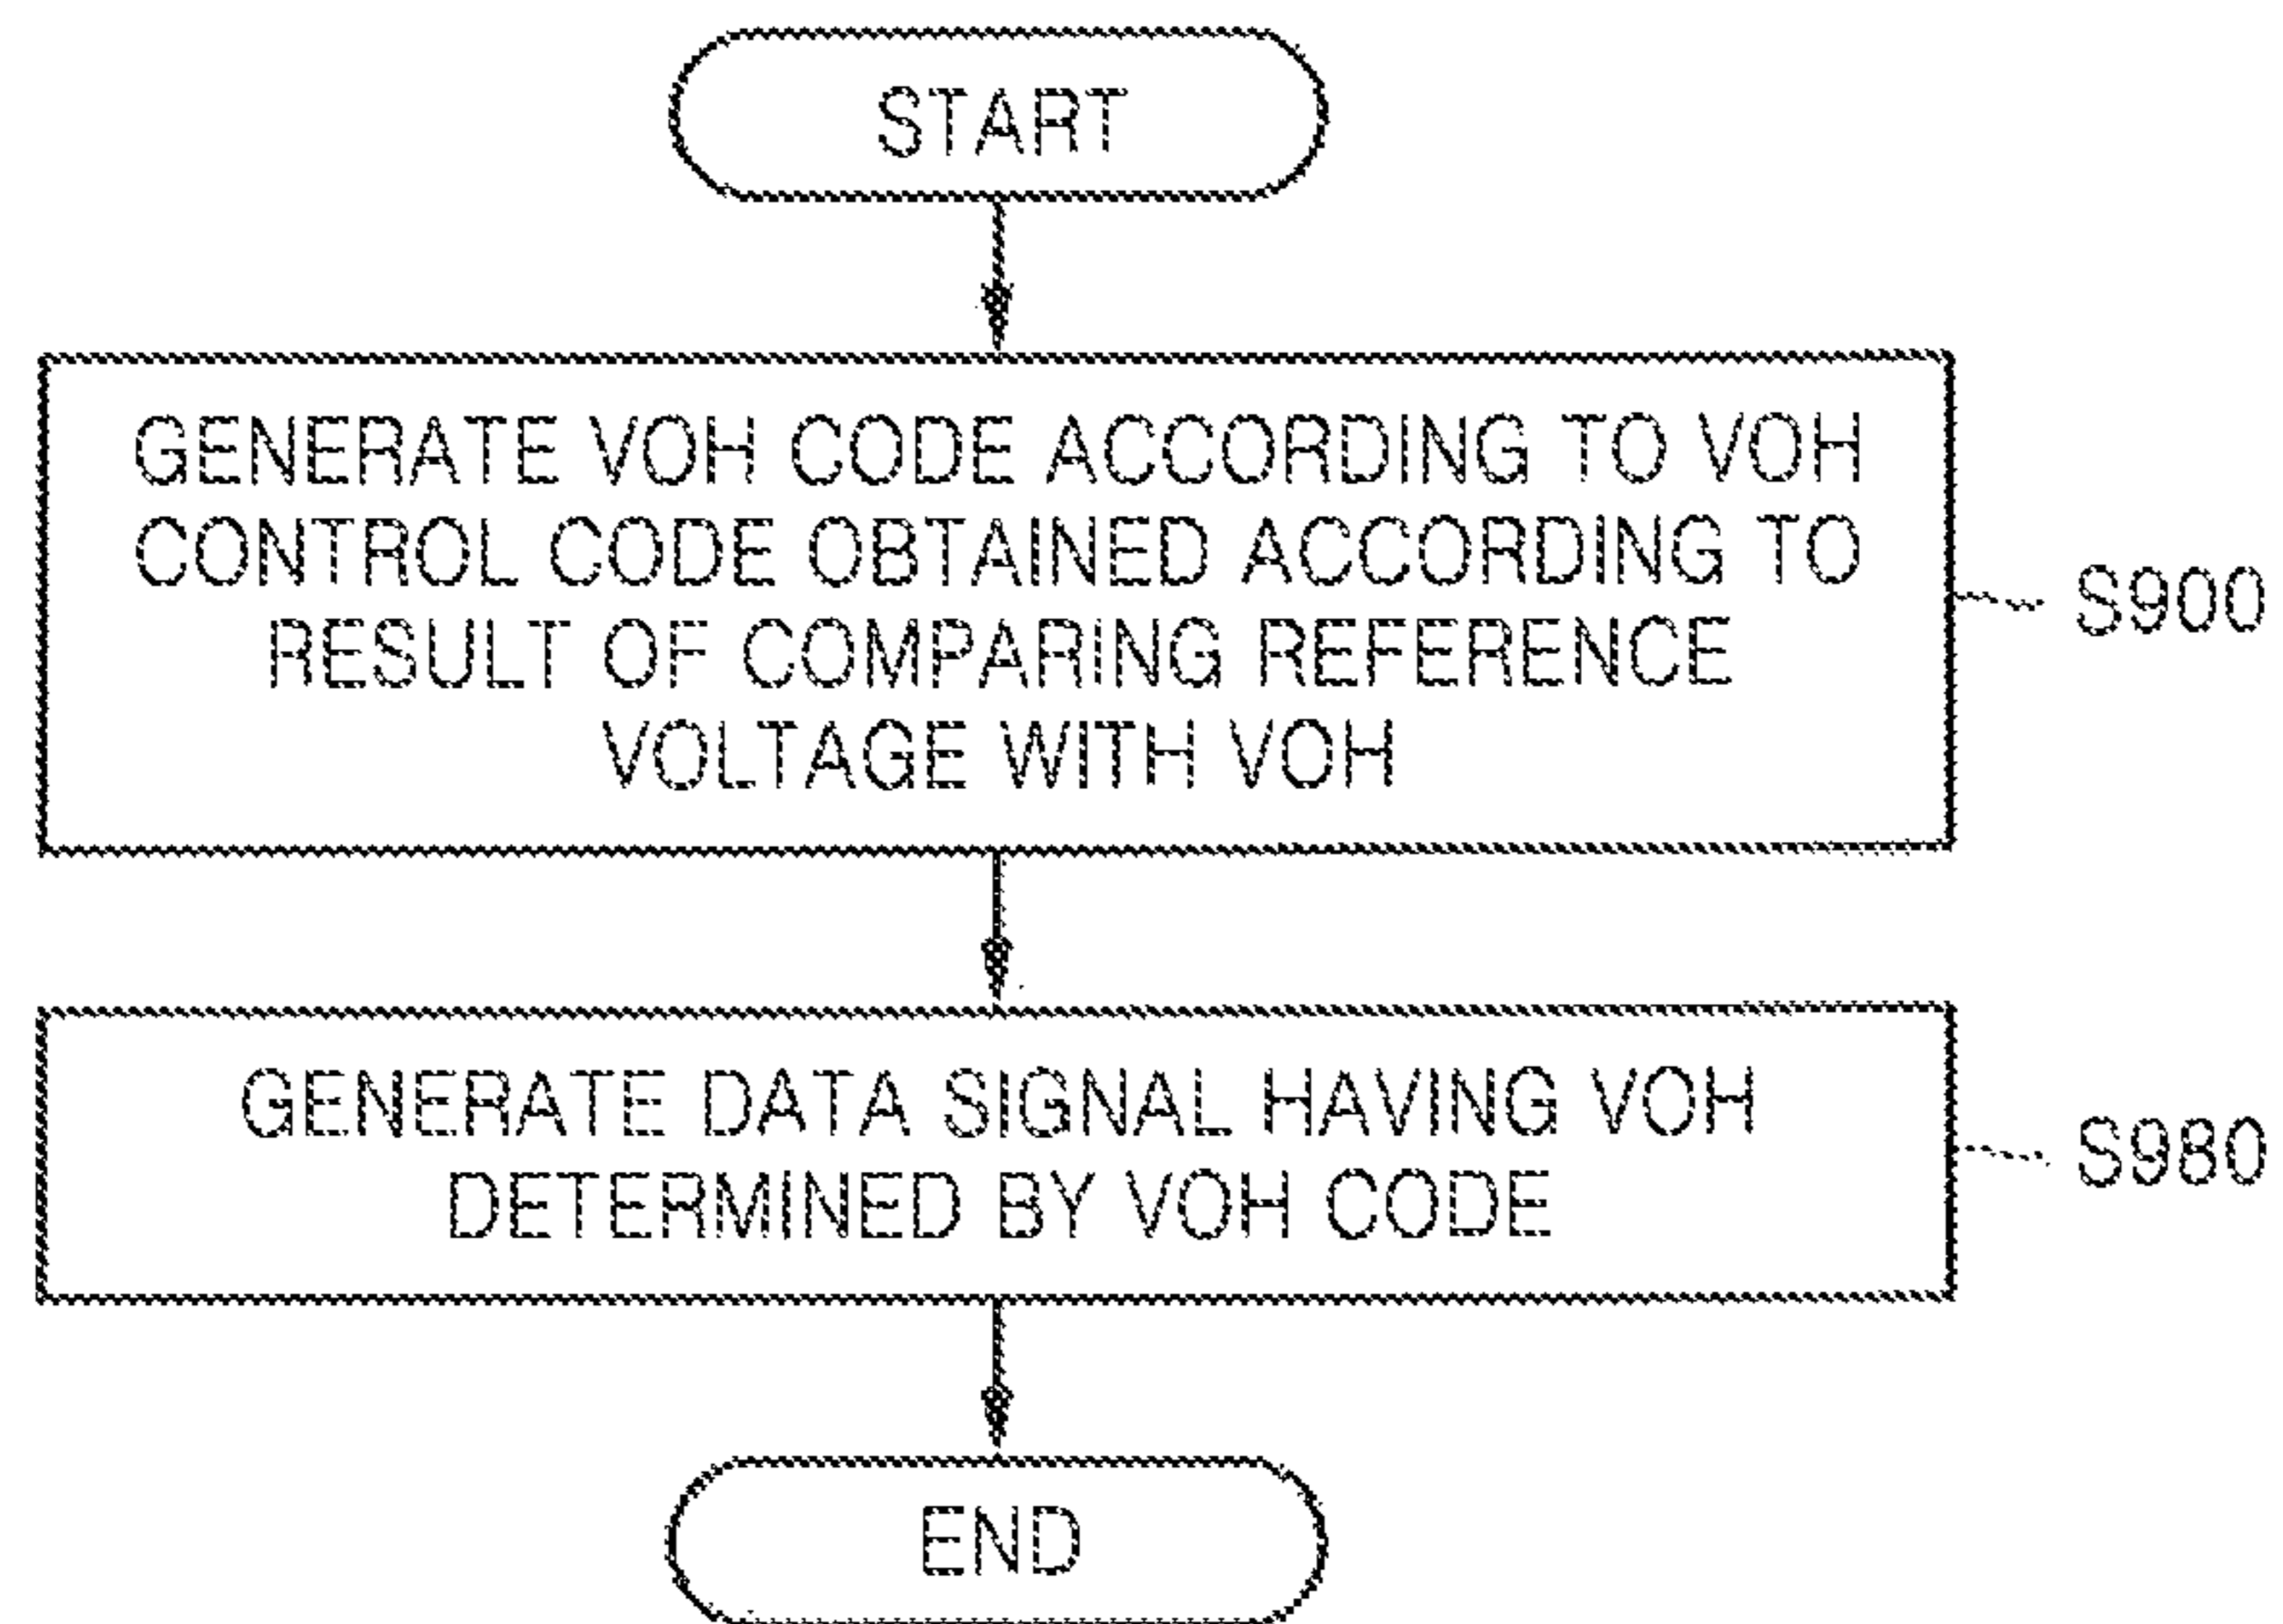 START
GENERATE VOH CODE ACCORDING TO VOH
CONTROL CODE OBTAINED ACCORDING TO
RESULT OF COMPARING REFERENCE
VOLTAGE WITH VOH
S900
GENERATE DATA SIGNAL HAVING VOH
DETERMINED BY VOH CODE
S980
END